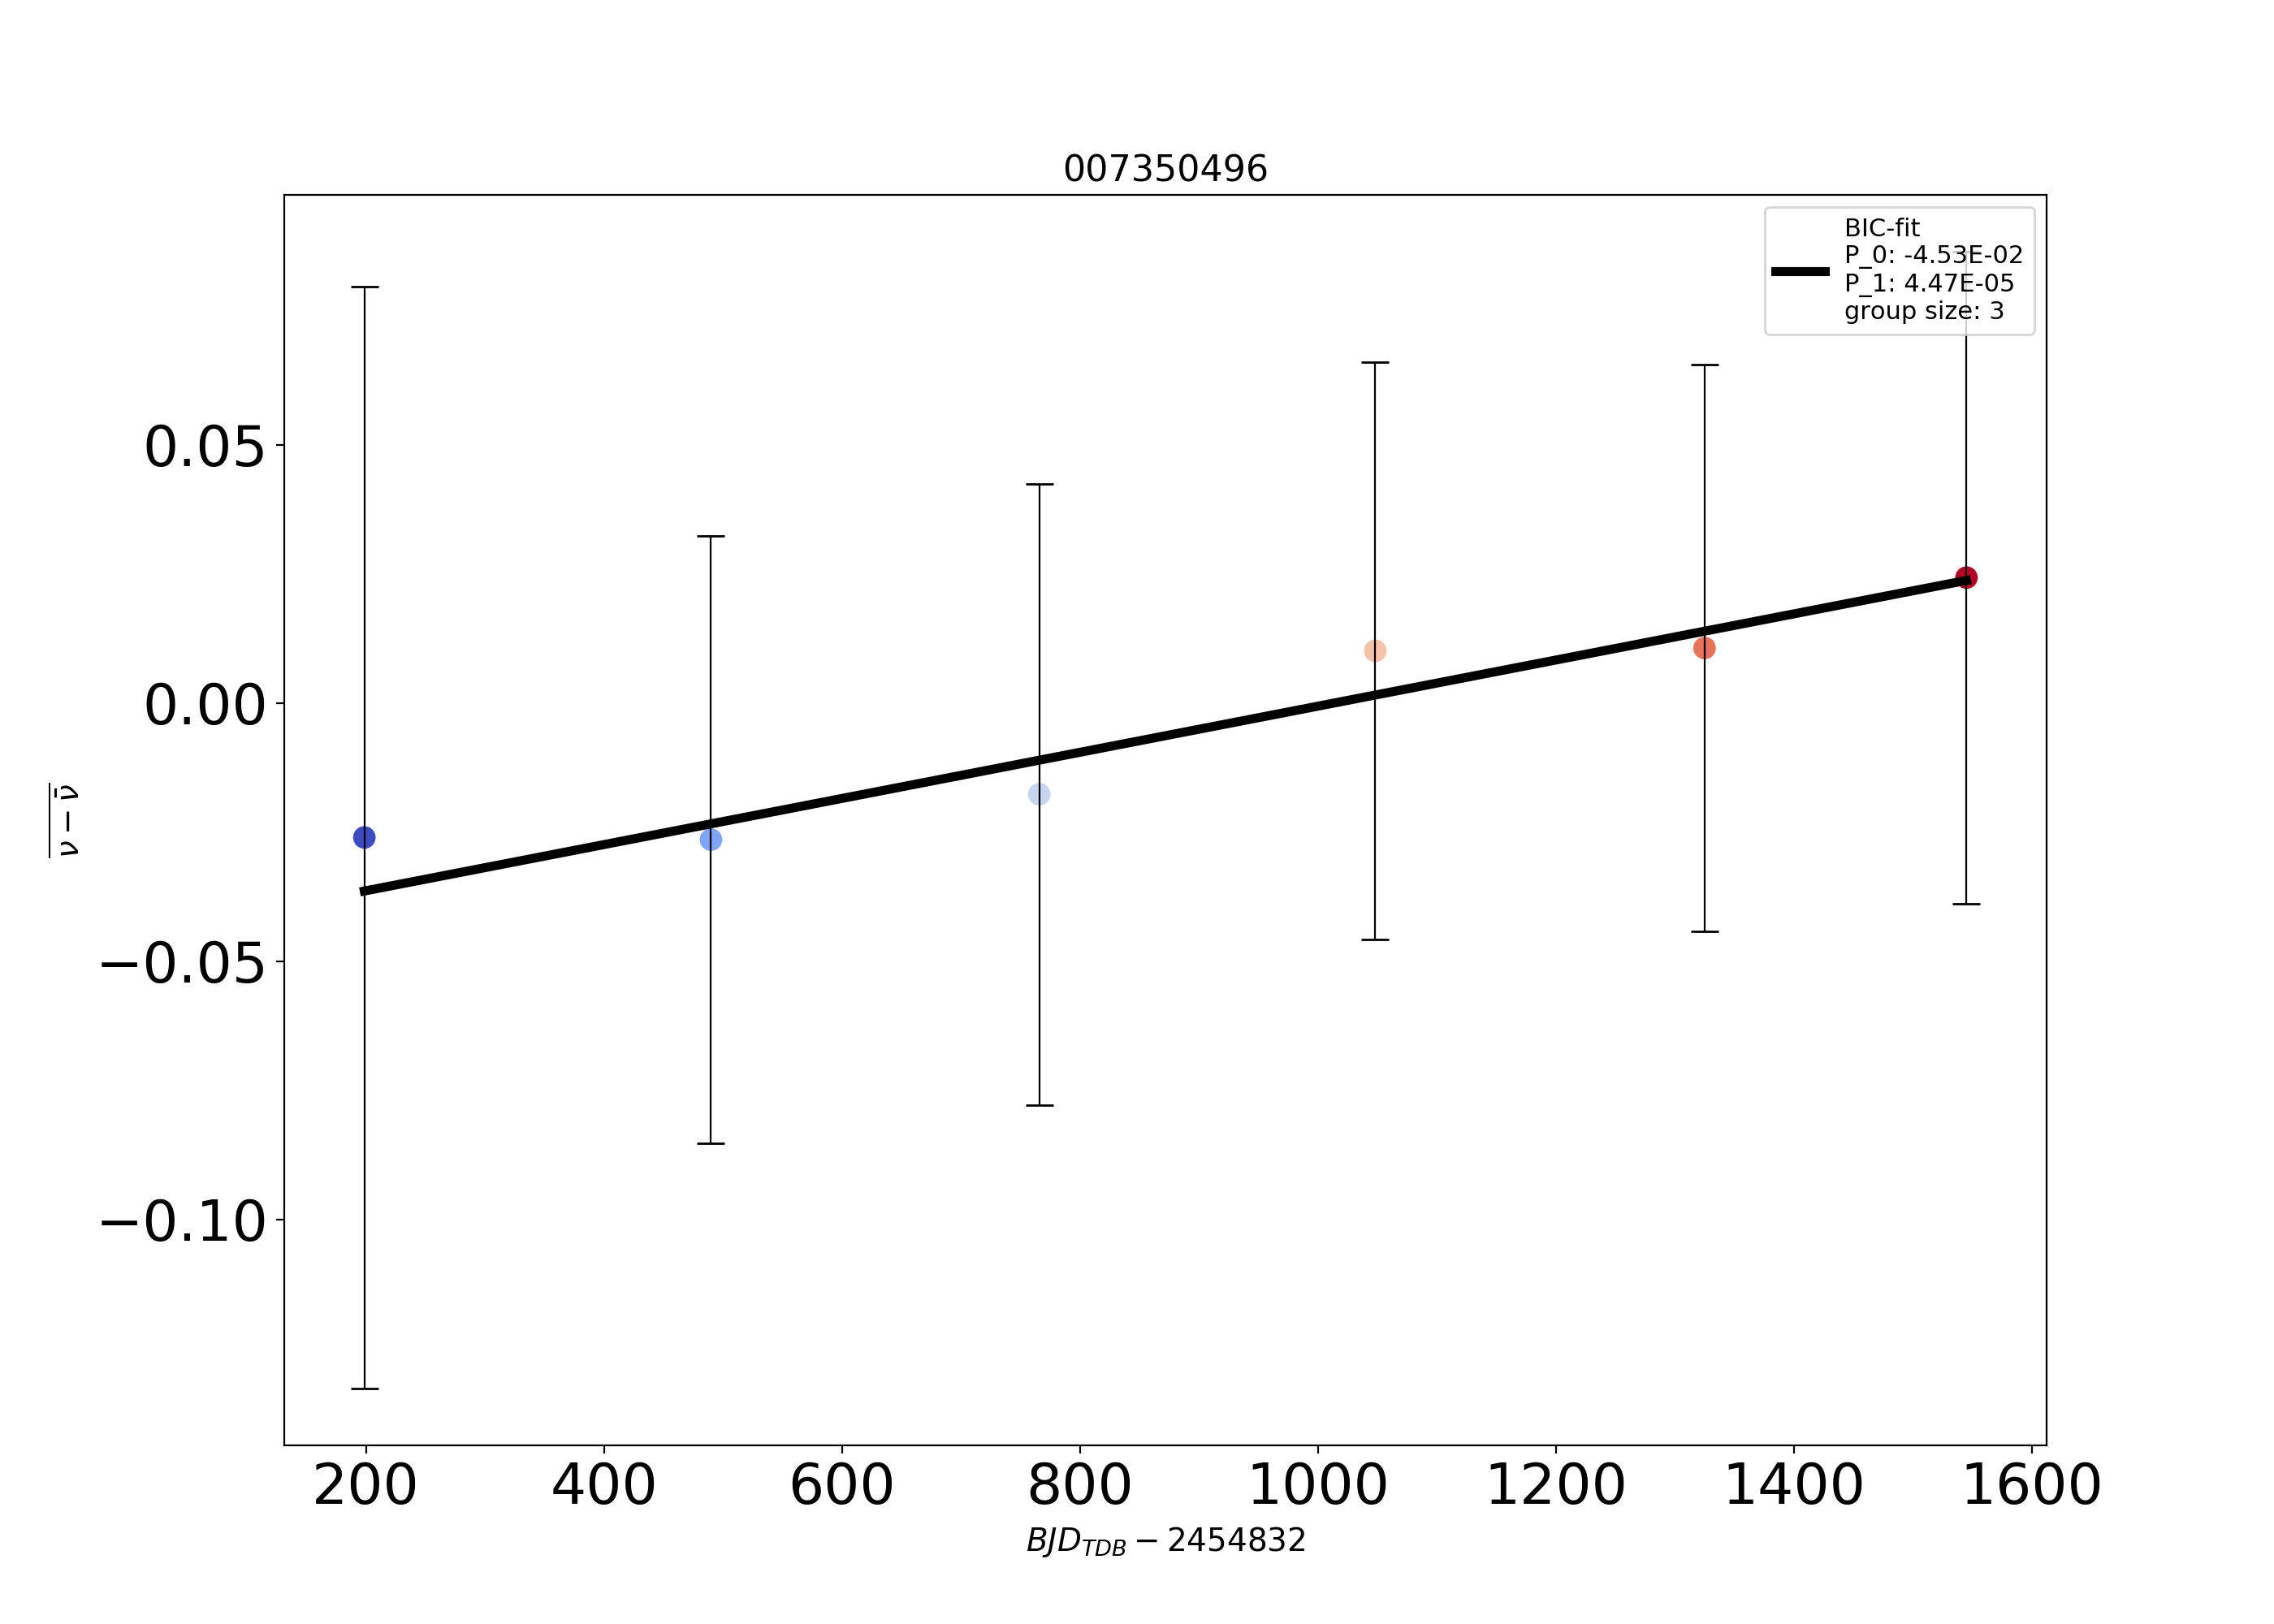 007350496
BIC-fit
P_0: -4.53E-02
P_1: 4.47E-05
group size: 3
0.05
0.00
−0.05
−0.10
ν − ν̄
200 400 600 800 1000 1200 1400 1600
BJD_TDB − 2454832